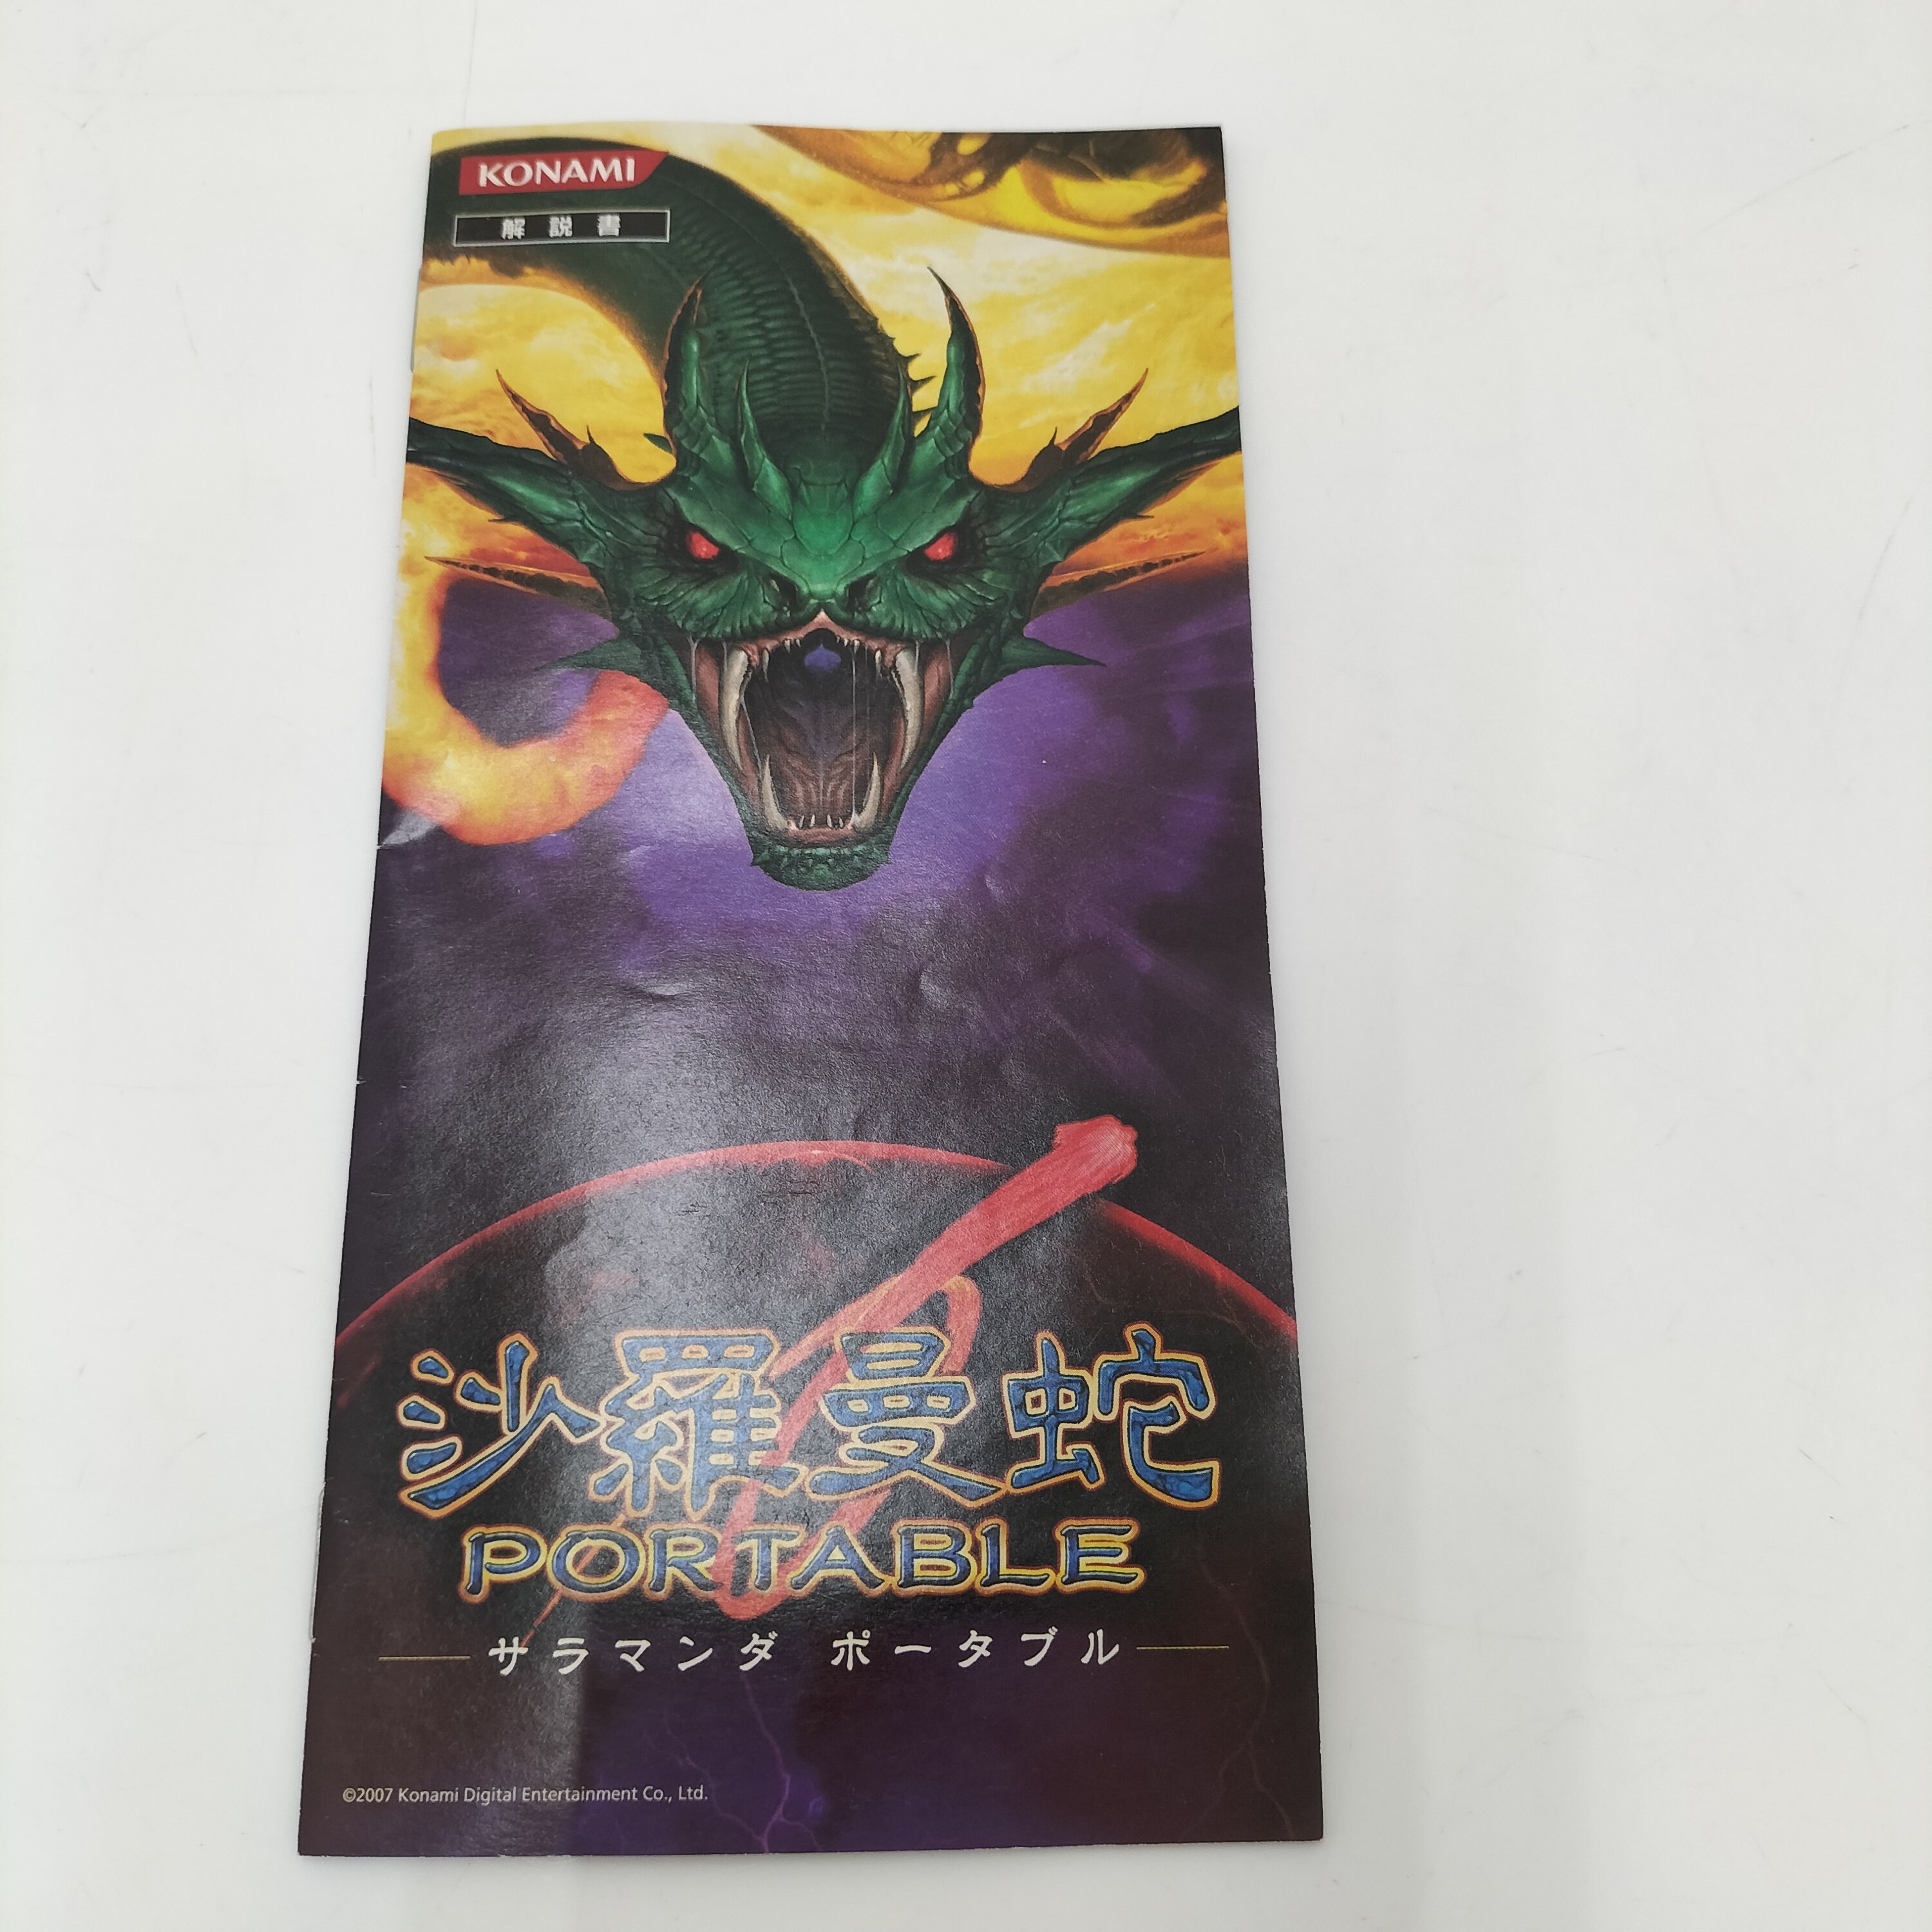 KONAMI
解説書
沙羅曼蛇
PORTABLE
サラマンダ ポータブル
©2007 Konami Digital Entertainment Co., Ltd.